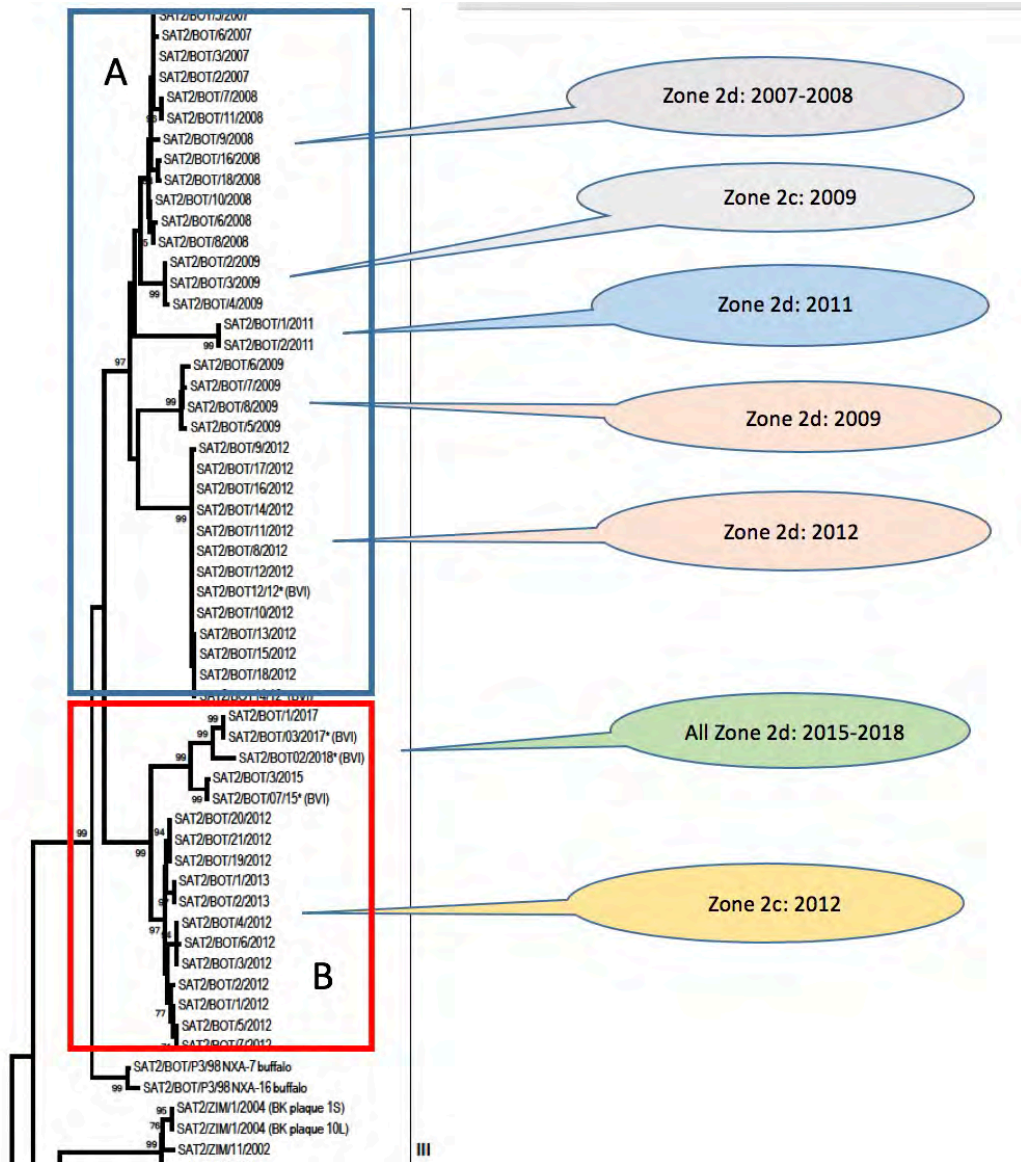 SAT2/BOT/5/2007
SAT2/BOT/6/2007
SAT2/BOT/3/2007
SAT2/BOT/2/2007
A
SAT2/BOT/7/2008
SAT2/BOT/11/2008
SAT2/BOT/9/2008
SAT2/BOT/16/2008
SAT2/BOT/18/2008
SAT2/BOT/10/2008
SAT2/BOT/6/2008
SAT2/BOT/8/2008
SAT2/BOT/2/2009
SAT2/BOT/3/2009
99
SAT2/BOT/4/2009
SAT2/BOT/1/2011
99
SAT2/BOT/2/2011
97
SAT2/BOT/6/2009
SAT2/BOT/7/2009
99
SAT2/BOT/8/2009
SAT2/BOT/5/2009
SAT2/BOT/9/2012
SAT2/BOT/17/2012
SAT2/BOT/16/2012
SAT2/BOT/14/2012
99
SAT2/BOT/11/2012
SAT2/BOT/8/2012
SAT2/BOT/12/2012
SAT2/BOT12/12* (BVI)
SAT2/BOT/10/2012
SAT2/BOT/13/2012
SAT2/BOT/15/2012
SAT2/BOT/18/2012
99
SAT2/BOT/1/2017
99
SAT2/BOT/03/2017* (BVI)
99
SAT2/BOT02/2018* (BVI)
SAT2/BOT/3/2015
99
SAT2/BOT/07/15* (BVI)
SAT2/BOT/20/2012
94
99
99
SAT2/BOT/21/2012
SAT2/BOT/19/2012
SAT2/BOT/1/2013
SAT2/BOT/2/2013
SAT2/BOT/4/2012
97
SAT2/BOT/6/2012
SAT2/BOT/3/2012
B
SAT2/BOT/2/2012
SAT2/BOT/1/2012
77
SAT2/BOT/5/2012
SAT2/BOT/7/2012
SAT2/BOT/P3/98 NXA-7 buffalo
99
SAT2/BOT/P3/98 NXA-16 buffalo
95
SAT2/ZIM/1/2004 (BK plaque 1S)
76
SAT2/ZIM/1/2004 (BK plaque 10L)
99
SAT2/ZIM/11/2002
III
Zone 2d: 2007-2008
Zone 2c: 2009
Zone 2d: 2011
Zone 2d: 2009
Zone 2d: 2012
All Zone 2d: 2015-2018
Zone 2c: 2012